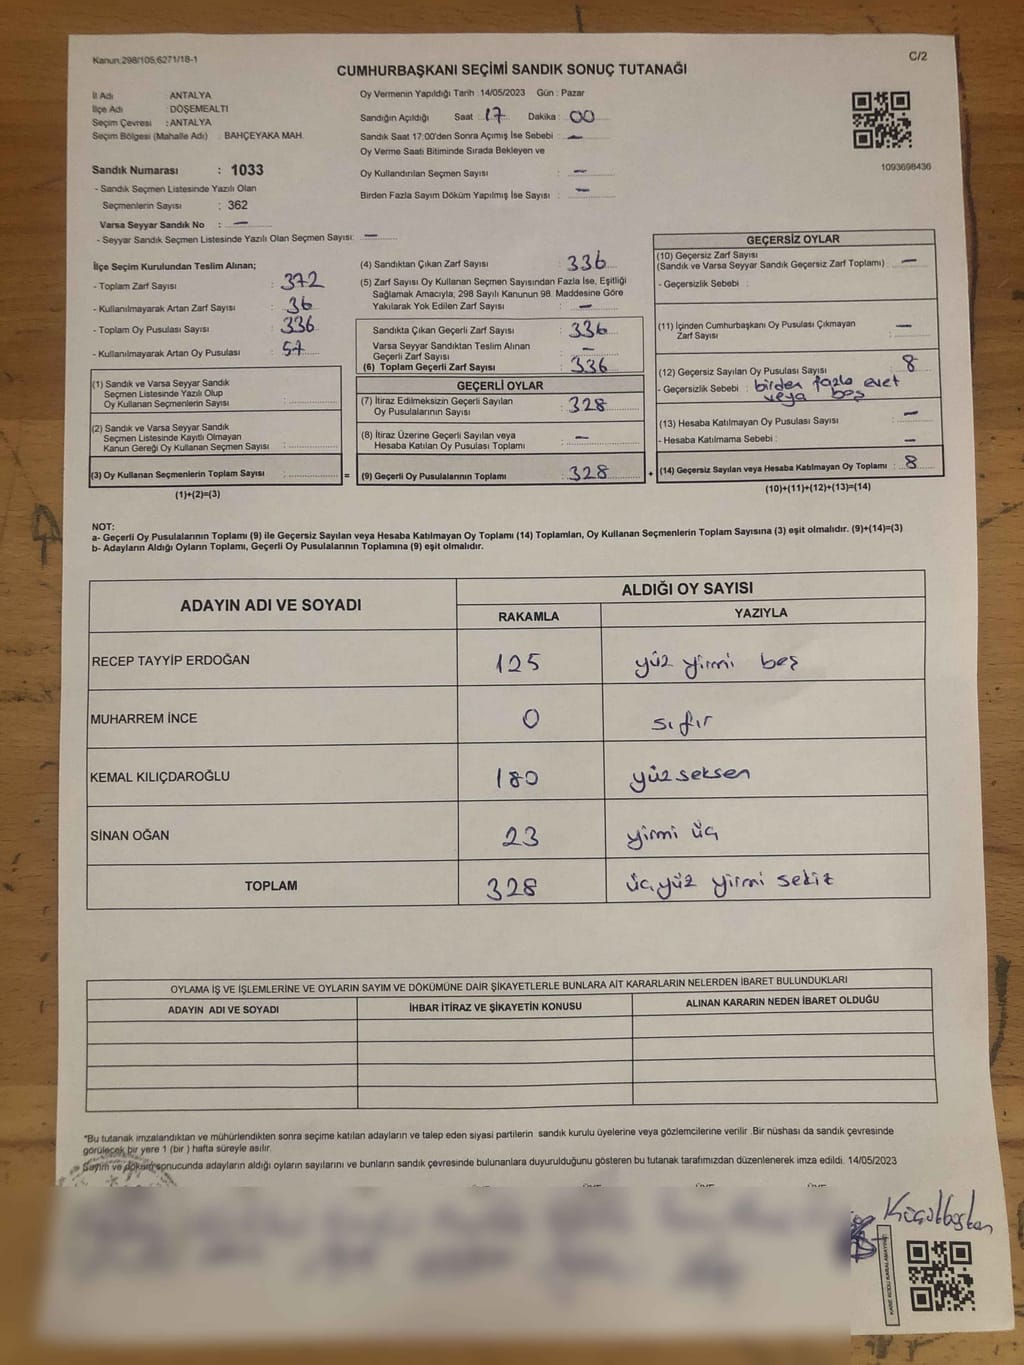 Kanun;298/105;6271/18-1
C/2
CUMHURBAŞKANI SEÇİMİ SANDIK SONUÇ TUTANAĞI
İl Adı : ANTALYA
İlçe Adı : DÖŞEMEALTI
Seçim Çevresi : ANTALYA
Seçim Bölgesi (Mahalle Adı) : BAHÇEYAKA MAH.
Sandık Numarası : 1033
- Sandık Seçmen Listesinde Yazılı Olan
Seçmenlerin Sayısı : 362
Varsa Seyyar Sandık No : —
- Seyyar Sandık Seçmen Listesinde Yazılı Olan Seçmen Sayısı: —
Oy Vermenin Yapıldığı Tarih : 14/05/2023 Gün : Pazar
Sandığın Açıldığı Saat : 17 Dakika : 00
Sandık Saat 17:00'den Sonra Açımış İse Sebebi : —
Oy Verme Saati Bitiminde Sırada Bekleyen ve
Oy Kullandırılan Seçmen Sayısı : —
Birden Fazla Sayım Döküm Yapılmış İse Sayısı : —
1093698436
İlçe Seçim Kurulundan Teslim Alınan;
- Toplam Zarf Sayısı : 372
- Kullanılmayarak Artan Zarf Sayısı : 36
- Toplam Oy Pusulası Sayısı : 336
- Kullanılmayarak Artan Oy Pusulası : 57
(1) Sandık ve Varsa Seyyar Sandık
Seçmen Listesinde Yazılı Olup
Oy Kullanan Seçmenlerin Sayısı :
(2) Sandık ve Varsa Seyyar Sandık
Seçmen Listesinde Kayıtlı Olmayan
Kanun Gereği Oy Kullanan Seçmen Sayısı :
(3) Oy Kullanan Seçmenlerin Toplam Sayısı : =
(1)+(2)=(3)
(4) Sandıktan Çıkan Zarf Sayısı : 336
(5) Zarf Sayısı Oy Kullanan Seçmen Sayısından Fazla İse, Eşitliği
Sağlamak Amacıyla; 298 Sayılı Kanunun 98. Maddesine Göre
Yakılarak Yok Edilen Zarf Sayısı : —
Sandıkta Çıkan Geçerli Zarf Sayısı : 336
Varsa Seyyar Sandıktan Teslim Alınan
Geçerli Zarf Sayısı : —
(6) Toplam Geçerli Zarf Sayısı : 336
GEÇERLİ OYLAR
(7) İtiraz Edilmeksizin Geçerli Sayılan
Oy Pusulalarının Sayısı : 328
(8) İtiraz Üzerine Geçerli Sayılan veya
Hesaba Katılan Oy Pusulası Toplamı : —
(9) Geçerli Oy Pusulalarının Toplamı : 328 +
GEÇERSİZ OYLAR
(10) Geçersiz Zarf Sayısı
(Sandık ve Varsa Seyyar Sandık Geçersiz Zarf Toplamı) : —
- Geçersizlik Sebebi :
(11) İçinden Cumhurbaşkanı Oy Pusulası Çıkmayan
Zarf Sayısı : —
(12) Geçersiz Sayılan Oy Pusulası Sayısı : 8
- Geçersizlik Sebebi : birden fazla evet
veya boş
(13) Hesaba Katılmayan Oy Pusulası Sayısı : —
- Hesaba Katılmama Sebebi : —
(14) Geçersiz Sayılan veya Hesaba Katılmayan Oy Toplamı : 8
(10)+(11)+(12)+(13)=(14)
NOT:
a- Geçerli Oy Pusulalarının Toplamı (9) ile Geçersiz Sayılan veya Hesaba Katılmayan Oy Toplamı (14) Toplamları, Oy Kullanan Seçmenlerin Toplam Sayısına (3) eşit olmalıdır. (9)+(14)=(3)
b- Adayların Aldığı Oyların Toplamı, Geçerli Oy Pusulalarının Toplamına (9) eşit olmalıdır.
ADAYIN ADI VE SOYADI ALDIĞI OY SAYISI
RAKAMLA YAZIYLA
RECEP TAYYİP ERDOĞAN 125 yüz yirmi beş
MUHARREM İNCE 0 sıfır
KEMAL KILIÇDAROĞLU 180 yüz seksen
SİNAN OĞAN 23 yirmi üç
TOPLAM 328 üç yüz yirmi sekiz
OYLAMA İŞ VE İŞLEMLERİNE VE OYLARIN SAYIM VE DÖKÜMÜNE DAİR ŞİKAYETLERLE BUNLARA AİT KARARLARIN NELERDEN İBARET BULUNDUKLARI
ADAYIN ADI VE SOYADI İHBAR İTİRAZ VE ŞİKAYETİN KONUSU ALINAN KARARIN NEDEN İBARET OLDUĞU
*Bu tutanak imzalandıktan ve mühürlendikten sonra seçime katılan adayların ve talep eden siyasi partilerin sandık kurulu üyelerine veya gözlemcilerine verilir .Bir nüshası da sandık çevresinde
görülecek bir yere 1 (bir ) hafta süreyle asılır.
Sayım ve döküm sonucunda adayların aldığı oyların sayılarını ve bunların sandık çevresinde bulunanlara duyurulduğunu gösteren bu tutanak tarafımızdan düzenlenerek imza edildi. 14/05/2023
KARE KODU KARALAMAYINIZ